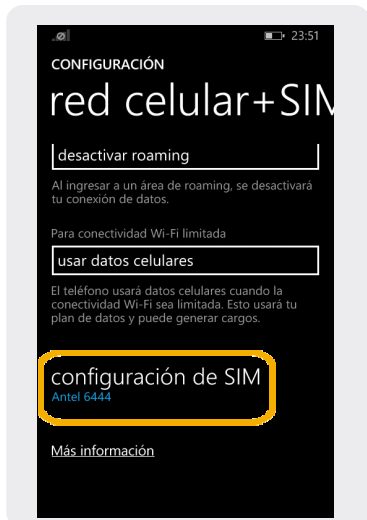 23:51
CONFIGURACIÓN
red celular+SIM
desactivar roaming
Al ingresar a un área de roaming, se desactivará
tu conexión de datos.
Para conectividad Wi-Fi limitada
usar datos celulares
El teléfono usará datos celulares cuando la
conectividad Wi-Fi sea limitada. Esto usará tu
plan de datos y puede generar cargos.
configuración de SIM
Antel 6444
Más información